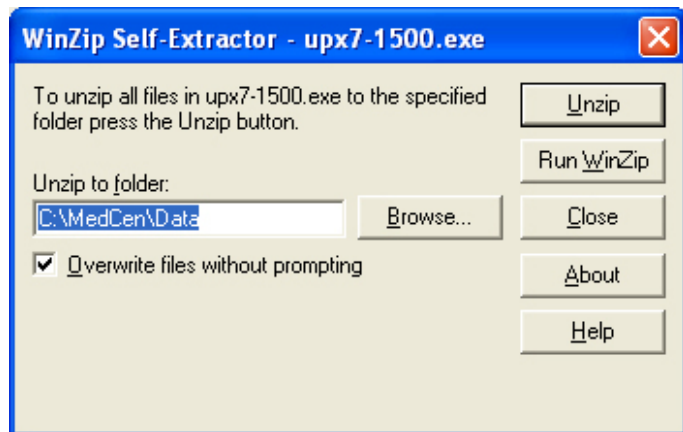 WinZip Self-Extractor - upx7-1500.exe
To unzip all files in upx7-1500.exe to the specified
folder press the Unzip button.
Unzip to folder:
C:\MedCen\Data
Browse...
Overwrite files without prompting
Unzip
Run WinZip
Close
About
Help